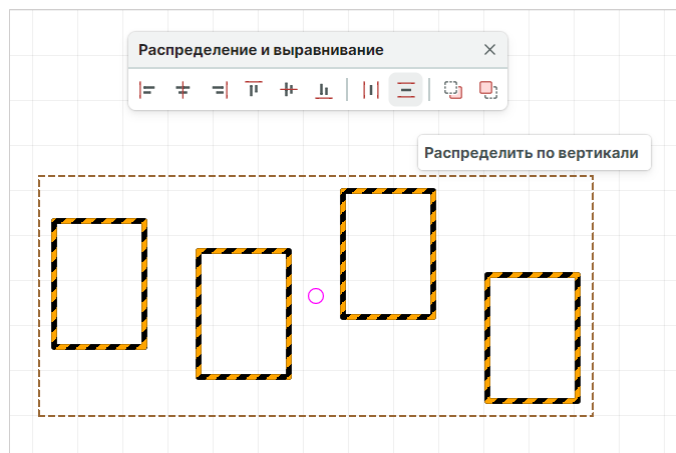 Распределение и выравнивание
Распределить по вертикали